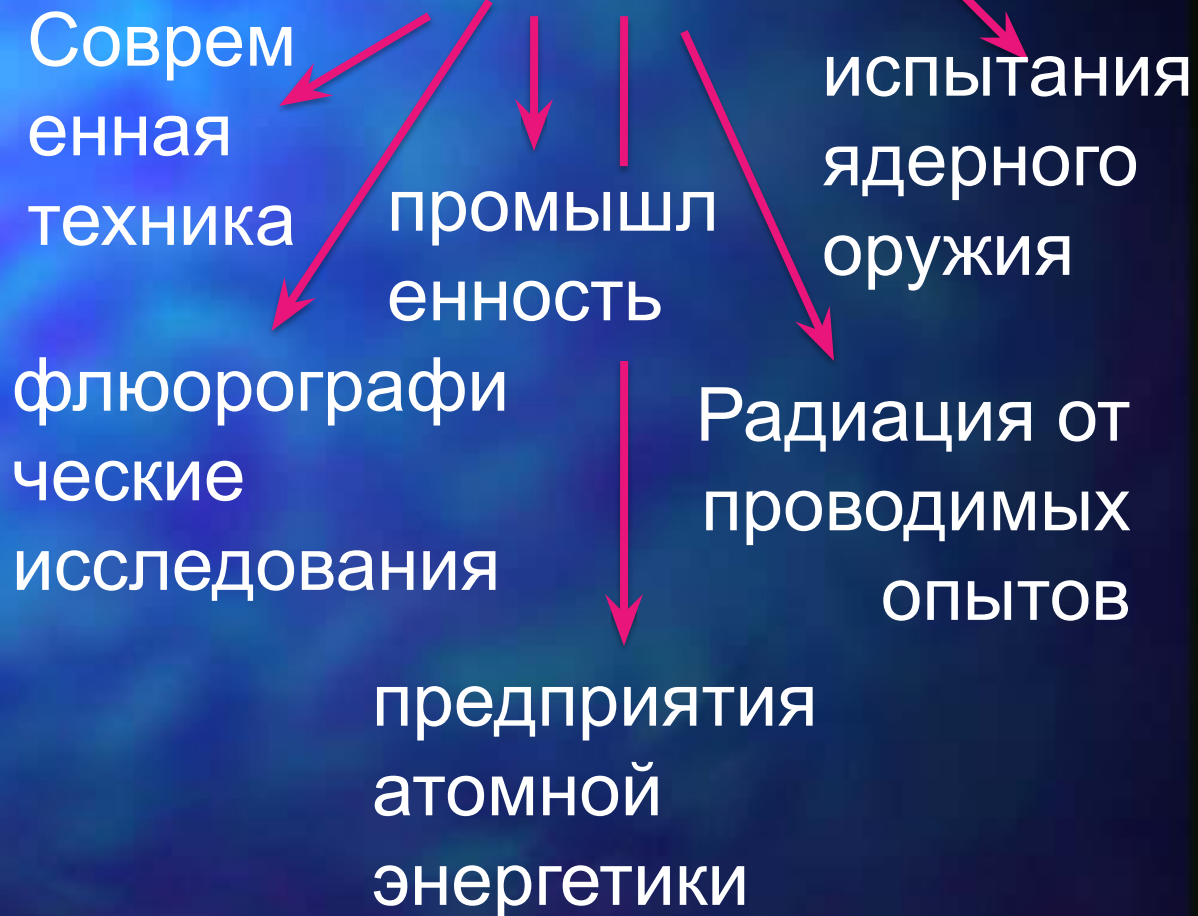 Соврем
енная
техника
промышл
енность
испытания
ядерного
оружия
флюорографи
ческие
исследования
Радиация от
проводимых
опытов
предприятия
атомной
энергетики